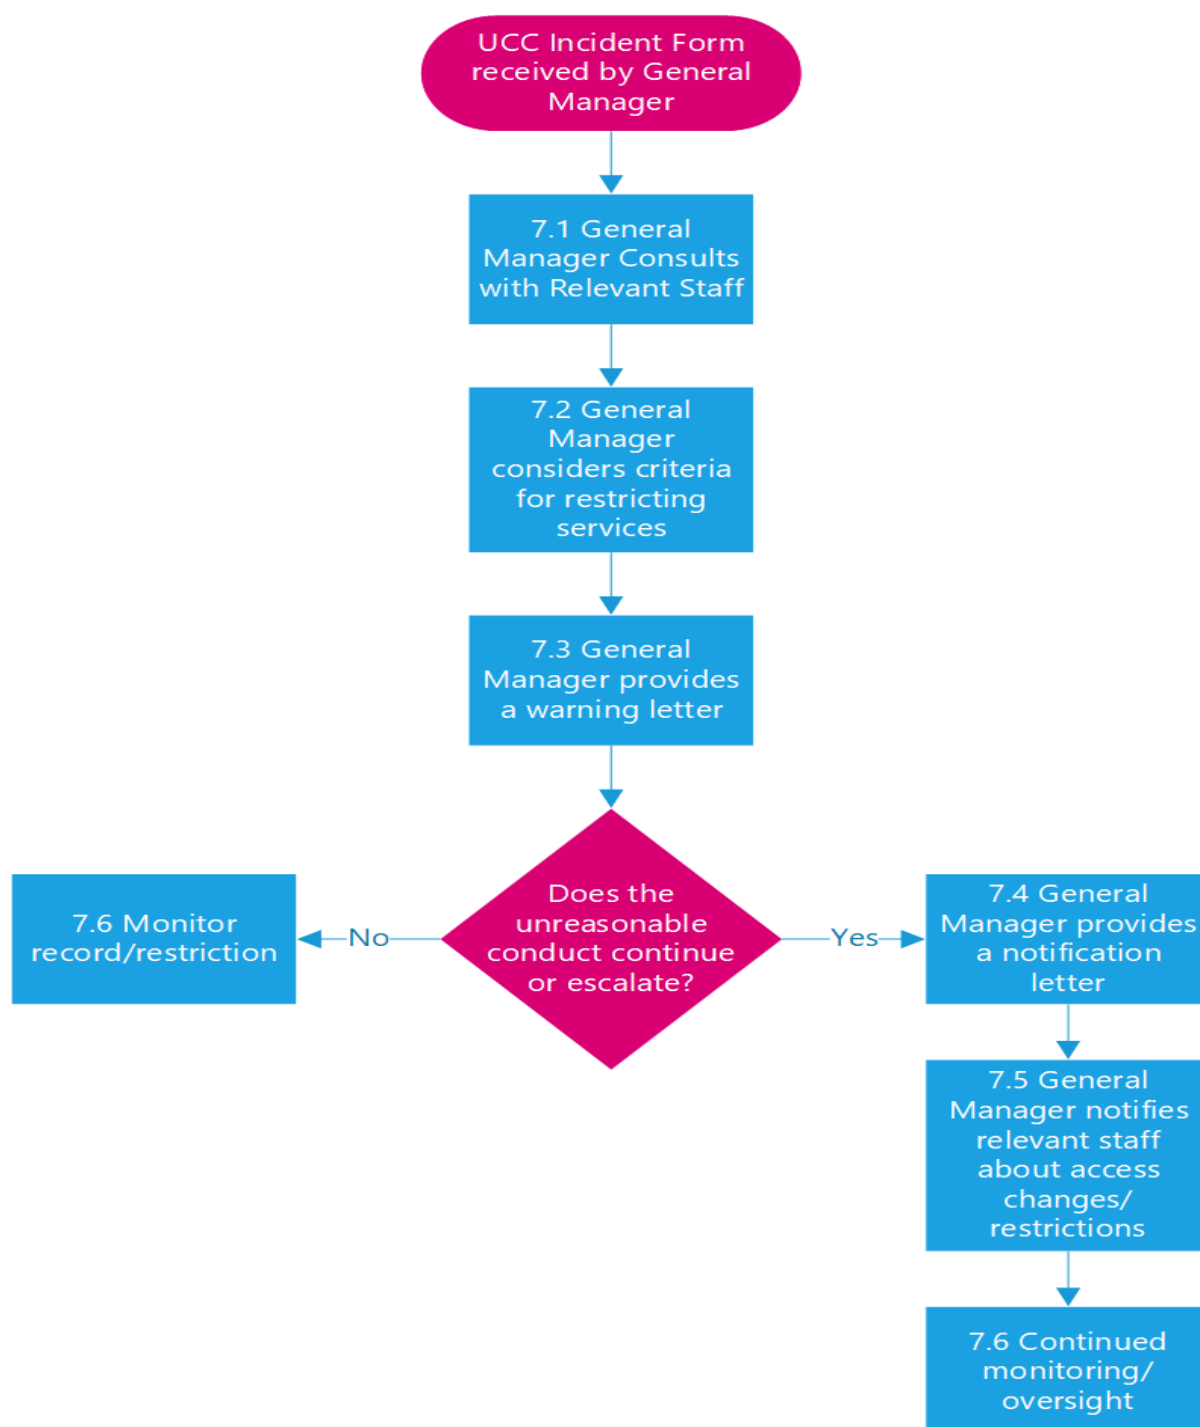 UCC Incident Form
received by General
Manager
7.1 General
Manager Consults
with Relevant Staff
7.2 General
Manager
considers criteria
for restricting
services
7.3 General
Manager provides
a warning letter
Does the
unreasonable
conduct continue
or escalate?
No
7.6 Monitor
record/restriction
Yes
7.4 General
Manager provides
a notification
letter
7.5 General
Manager notifies
relevant staff
about access
changes/
restrictions
7.6 Continued
monitoring/
oversight